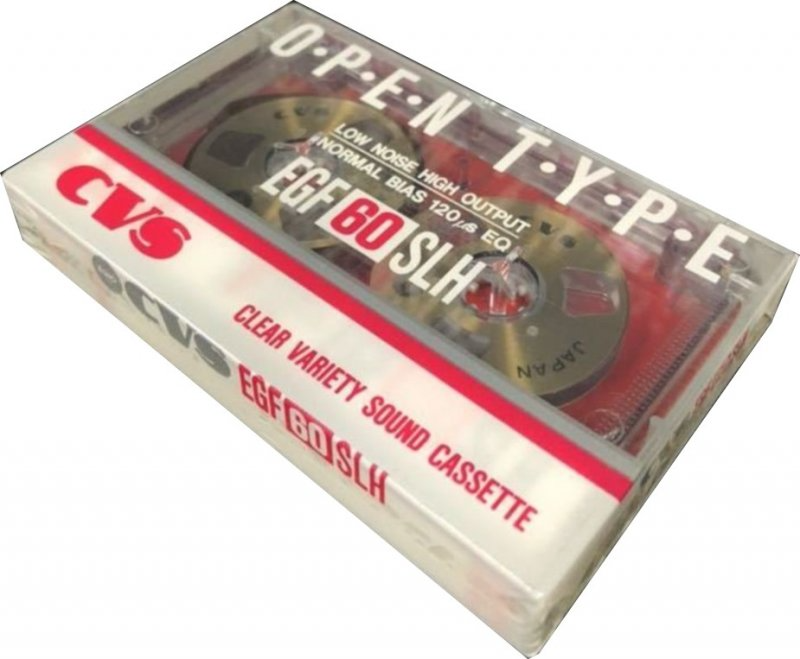 O·P·E·N T·Y·P·E
LOW NOISE HIGH OUTPUT
NORMAL BIAS 120μs EQ
EGF 60 SLH
CVS
JAPAN
CVS
CLEAR VARIETY SOUND CASSETTE
CVS
EGF 60 SLH